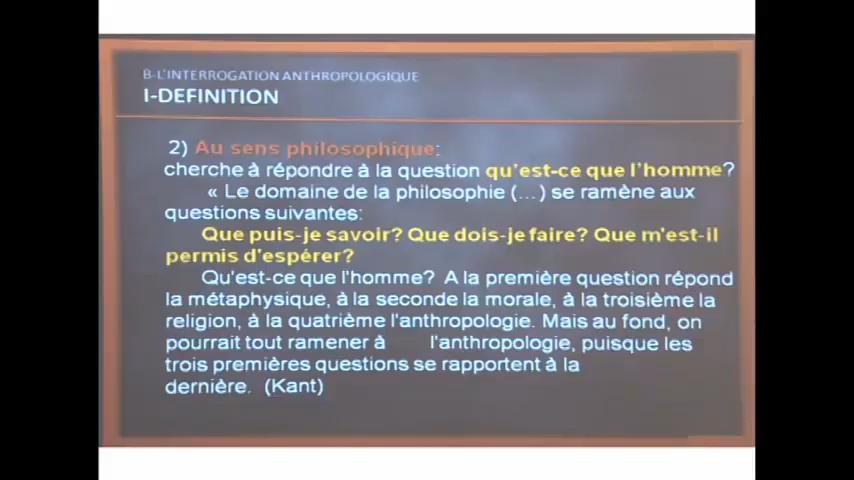 B-L'INTERROGATION ANTHROPOLOGIQUE
I-DEFINITION
2) Au sens philosophique:
cherche à répondre à la question qu'est-ce que l'homme?
« Le domaine de la philosophie (...) se ramène aux
questions suivantes:
Que puis-je savoir? Que dois-je faire? Que m'est-il
permis d'espérer?
Qu'est-ce que l'homme? A la première question répond
la métaphysique, à la seconde la morale, à la troisième la
religion, à la quatrième l'anthropologie. Mais au fond, on
pourrait tout ramener à l'anthropologie, puisque les
trois premières questions se rapportent à la
dernière. (Kant)